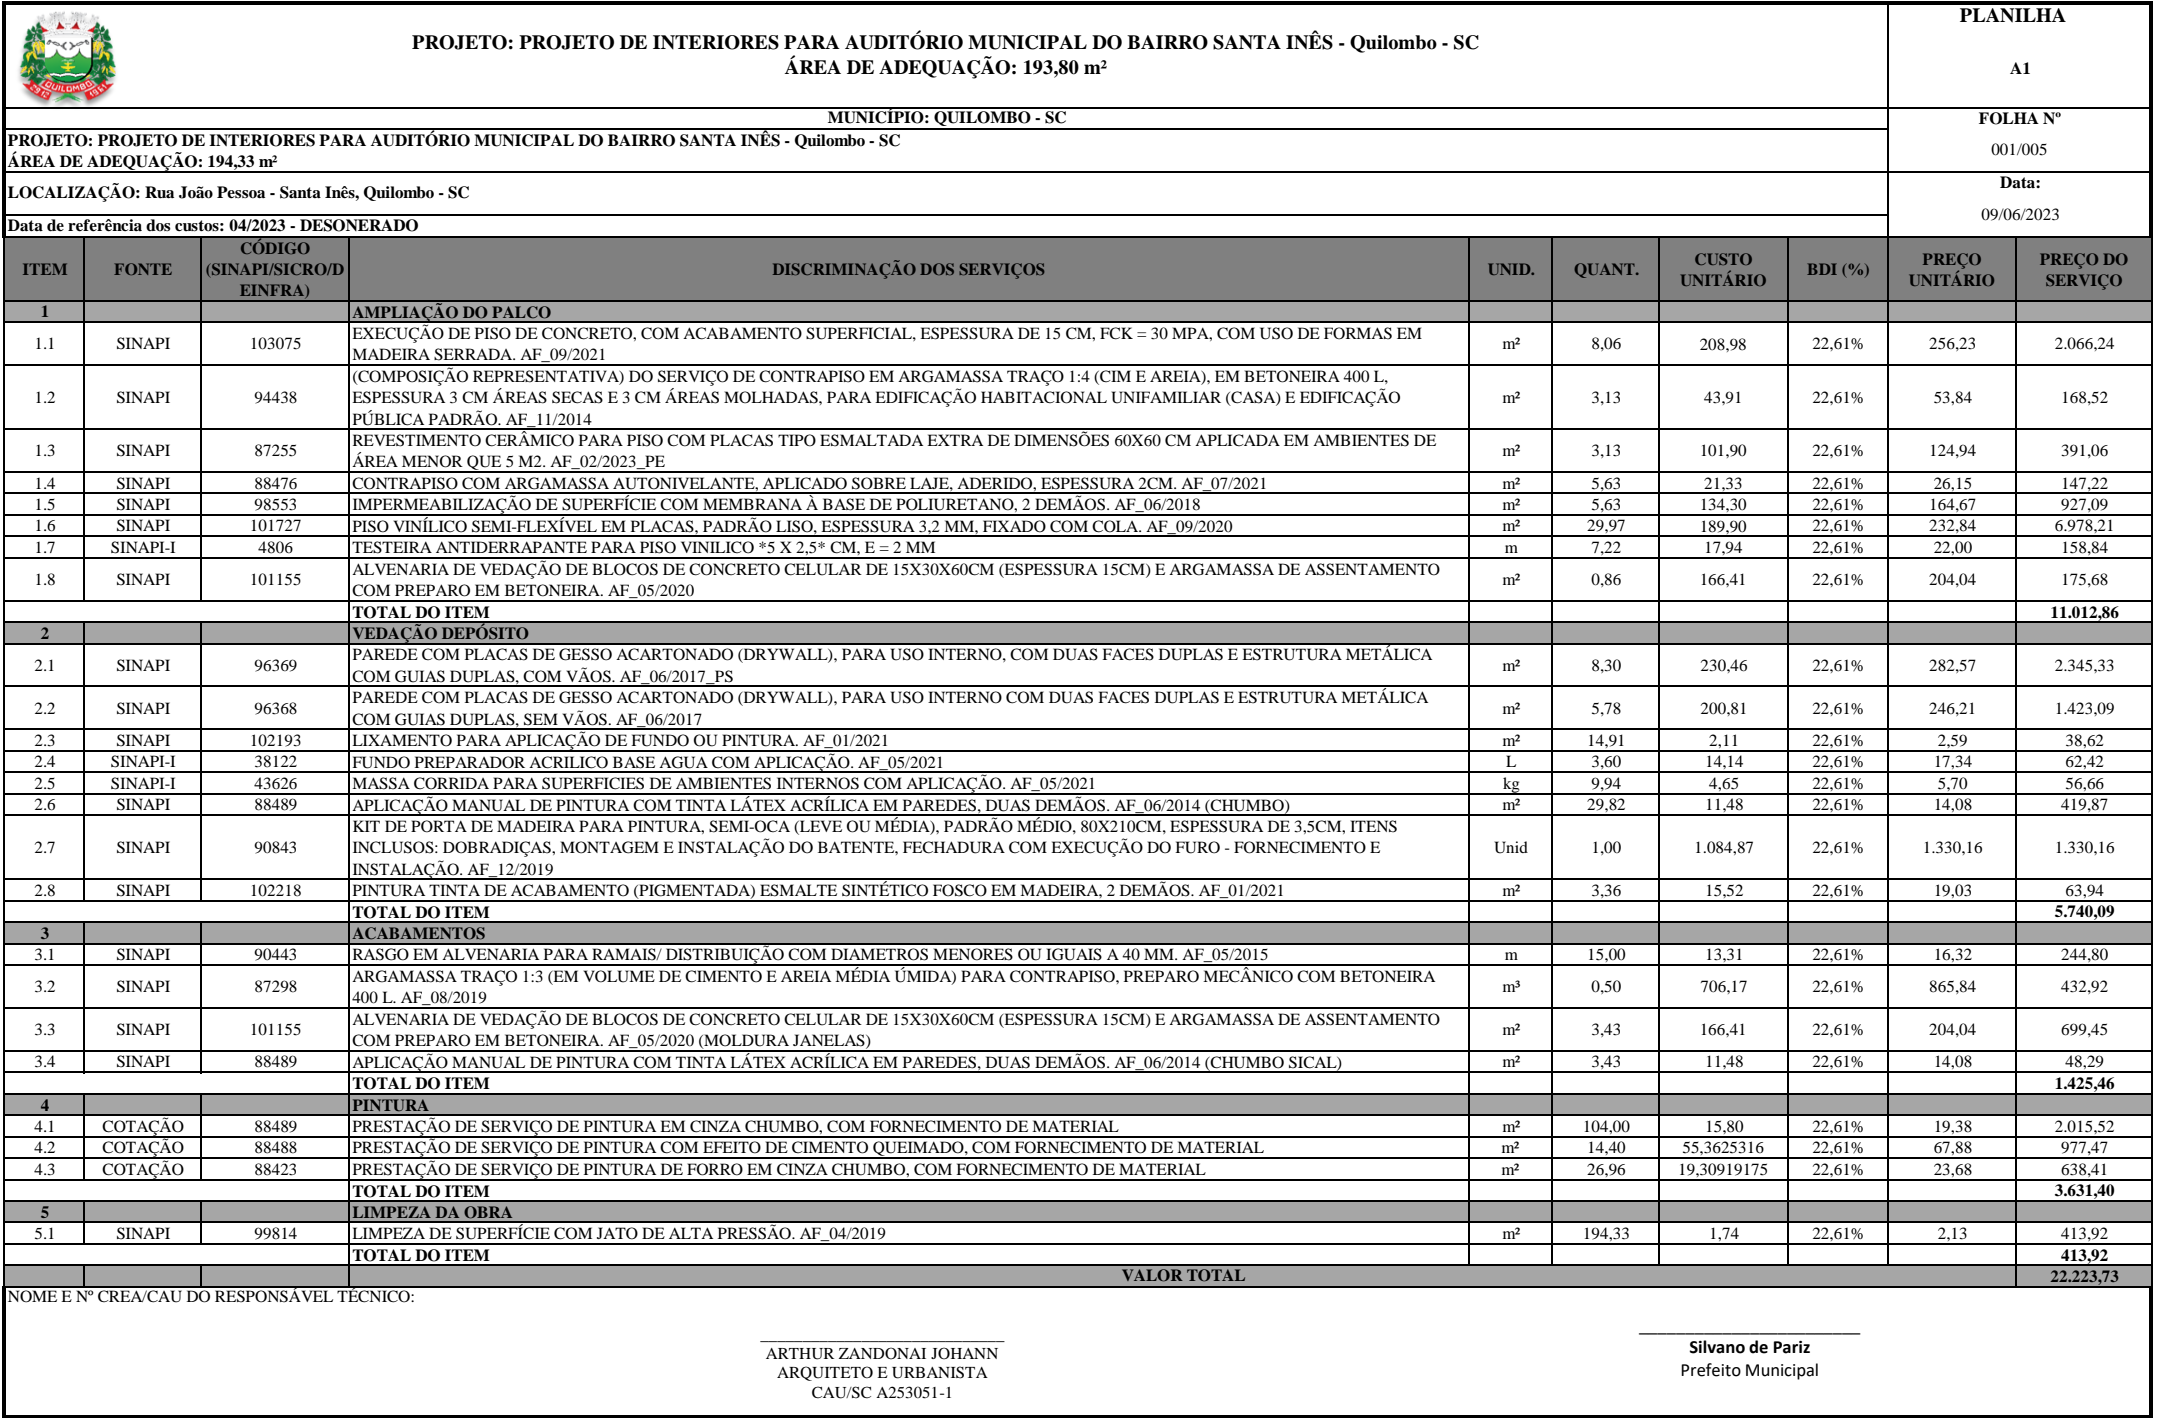 PROJETO: PROJETO DE INTERIORES PARA AUDITÓRIO MUNICIPAL DO BAIRRO SANTA INÊS - Quilombo - SC
ÁREA DE ADEQUAÇÃO: 193,80 m²
PLANILHA
A1
QUILOMBO
MUNICÍPIO: QUILOMBO - SC
FOLHA Nº
001/005
PROJETO: PROJETO DE INTERIORES PARA AUDITÓRIO MUNICIPAL DO BAIRRO SANTA INÊS - Quilombo - SC
ÁREA DE ADEQUAÇÃO: 194,33 m²
LOCALIZAÇÃO: Rua João Pessoa - Santa Inês, Quilombo - SC
Data:
09/06/2023
Data de referência dos custos: 04/2023 - DESONERADO
ITEM FONTE CÓDIGO (SINAPI/SICRO/D EINFRA) DISCRIMINAÇÃO DOS SERVIÇOS UNID. QUANT. CUSTO UNITÁRIO BDI (%) PREÇO UNITÁRIO PREÇO DO SERVIÇO
1 AMPLIAÇÃO DO PALCO
1.1 SINAPI 103075 EXECUÇÃO DE PISO DE CONCRETO, COM ACABAMENTO SUPERFICIAL, ESPESSURA DE 15 CM, FCK = 30 MPA, COM USO DE FORMAS EM
MADEIRA SERRADA. AF_09/2021 m² 8,06 208,98 22,61% 256,23 2.066,24
1.2 SINAPI 94438 (COMPOSIÇÃO REPRESENTATIVA) DO SERVIÇO DE CONTRAPISO EM ARGAMASSA TRAÇO 1:4 (CIM E AREIA), EM BETONEIRA 400 L,
ESPESSURA 3 CM ÁREAS SECAS E 3 CM ÁREAS MOLHADAS, PARA EDIFICAÇÃO HABITACIONAL UNIFAMILIAR (CASA) E EDIFICAÇÃO
PÚBLICA PADRÃO. AF_11/2014 m² 3,13 43,91 22,61% 53,84 168,52
1.3 SINAPI 87255 REVESTIMENTO CERÂMICO PARA PISO COM PLACAS TIPO ESMALTADA EXTRA DE DIMENSÕES 60X60 CM APLICADA EM AMBIENTES DE
ÁREA MENOR QUE 5 M2. AF_02/2023_PE m² 3,13 101,90 22,61% 124,94 391,06
1.4 SINAPI 88476 CONTRAPISO COM ARGAMASSA AUTONIVELANTE, APLICADO SOBRE LAJE, ADERIDO, ESPESSURA 2CM. AF_07/2021 m² 5,63 21,33 22,61% 26,15 147,22
1.5 SINAPI 98553 IMPERMEABILIZAÇÃO DE SUPERFÍCIE COM MEMBRANA À BASE DE POLIURETANO, 2 DEMÃOS. AF_06/2018 m² 5,63 134,30 22,61% 164,67 927,09
1.6 SINAPI 101727 PISO VINÍLICO SEMI-FLEXÍVEL EM PLACAS, PADRÃO LISO, ESPESSURA 3,2 MM, FIXADO COM COLA. AF_09/2020 m² 29,97 189,90 22,61% 232,84 6.978,21
1.7 SINAPI-I 4806 TESTEIRA ANTIDERRAPANTE PARA PISO VINILICO *5 X 2,5* CM, E = 2 MM m 7,22 17,94 22,61% 22,00 158,84
1.8 SINAPI 101155 ALVENARIA DE VEDAÇÃO DE BLOCOS DE CONCRETO CELULAR DE 15X30X60CM (ESPESSURA 15CM) E ARGAMASSA DE ASSENTAMENTO
COM PREPARO EM BETONEIRA. AF_05/2020 m² 0,86 166,41 22,61% 204,04 175,68
TOTAL DO ITEM 11.012,86
2 VEDAÇÃO DEPÓSITO
2.1 SINAPI 96369 PAREDE COM PLACAS DE GESSO ACARTONADO (DRYWALL), PARA USO INTERNO, COM DUAS FACES DUPLAS E ESTRUTURA METÁLICA
COM GUIAS DUPLAS, COM VÃOS. AF_06/2017_PS m² 8,30 230,46 22,61% 282,57 2.345,33
2.2 SINAPI 96368 PAREDE COM PLACAS DE GESSO ACARTONADO (DRYWALL), PARA USO INTERNO COM DUAS FACES DUPLAS E ESTRUTURA METÁLICA
COM GUIAS DUPLAS, SEM VÃOS. AF_06/2017 m² 5,78 200,81 22,61% 246,21 1.423,09
2.3 SINAPI 102193 LIXAMENTO PARA APLICAÇÃO DE FUNDO OU PINTURA. AF_01/2021 m² 14,91 2,11 22,61% 2,59 38,62
2.4 SINAPI-I 38122 FUNDO PREPARADOR ACRILICO BASE AGUA COM APLICAÇÃO. AF_05/2021 L 3,60 14,14 22,61% 17,34 62,42
2.5 SINAPI-I 43626 MASSA CORRIDA PARA SUPERFICIES DE AMBIENTES INTERNOS COM APLICAÇÃO. AF_05/2021 kg 9,94 4,65 22,61% 5,70 56,66
2.6 SINAPI 88489 APLICAÇÃO MANUAL DE PINTURA COM TINTA LÁTEX ACRÍLICA EM PAREDES, DUAS DEMÃOS. AF_06/2014 (CHUMBO) m² 29,82 11,48 22,61% 14,08 419,87
2.7 SINAPI 90843 KIT DE PORTA DE MADEIRA PARA PINTURA, SEMI-OCA (LEVE OU MÉDIA), PADRÃO MÉDIO, 80X210CM, ESPESSURA DE 3,5CM, ITENS
INCLUSOS: DOBRADIÇAS, MONTAGEM E INSTALAÇÃO DO BATENTE, FECHADURA COM EXECUÇÃO DO FURO - FORNECIMENTO E
INSTALAÇÃO. AF_12/2019 Unid 1,00 1.084,87 22,61% 1.330,16 1.330,16
2.8 SINAPI 102218 PINTURA TINTA DE ACABAMENTO (PIGMENTADA) ESMALTE SINTÉTICO FOSCO EM MADEIRA, 2 DEMÃOS. AF_01/2021 m² 3,36 15,52 22,61% 19,03 63,94
TOTAL DO ITEM 5.740,09
3 ACABAMENTOS
3.1 SINAPI 90443 RASGO EM ALVENARIA PARA RAMAIS/ DISTRIBUIÇÃO COM DIAMETROS MENORES OU IGUAIS A 40 MM. AF_05/2015 m 15,00 13,31 22,61% 16,32 244,80
3.2 SINAPI 87298 ARGAMASSA TRAÇO 1:3 (EM VOLUME DE CIMENTO E AREIA MÉDIA ÚMIDA) PARA CONTRAPISO, PREPARO MECÂNICO COM BETONEIRA
400 L. AF_08/2019 m³ 0,50 706,17 22,61% 865,84 432,92
3.3 SINAPI 101155 ALVENARIA DE VEDAÇÃO DE BLOCOS DE CONCRETO CELULAR DE 15X30X60CM (ESPESSURA 15CM) E ARGAMASSA DE ASSENTAMENTO
COM PREPARO EM BETONEIRA. AF_05/2020 (MOLDURA JANELAS) m² 3,43 166,41 22,61% 204,04 699,45
3.4 SINAPI 88489 APLICAÇÃO MANUAL DE PINTURA COM TINTA LÁTEX ACRÍLICA EM PAREDES, DUAS DEMÃOS. AF_06/2014 (CHUMBO SICAL) m² 3,43 11,48 22,61% 14,08 48,29
TOTAL DO ITEM 1.425,46
4 PINTURA
4.1 COTAÇÃO 88489 PRESTAÇÃO DE SERVIÇO DE PINTURA EM CINZA CHUMBO, COM FORNECIMENTO DE MATERIAL m² 104,00 15,80 22,61% 19,38 2.015,52
4.2 COTAÇÃO 88488 PRESTAÇÃO DE SERVIÇO DE PINTURA COM EFEITO DE CIMENTO QUEIMADO, COM FORNECIMENTO DE MATERIAL m² 14,40 55,3625316 22,61% 67,88 977,47
4.3 COTAÇÃO 88423 PRESTAÇÃO DE SERVIÇO DE PINTURA DE FORRO EM CINZA CHUMBO, COM FORNECIMENTO DE MATERIAL m² 26,96 19,30919175 22,61% 23,68 638,41
TOTAL DO ITEM 3.631,40
5 LIMPEZA DA OBRA
5.1 SINAPI 99814 LIMPEZA DE SUPERFÍCIE COM JATO DE ALTA PRESSÃO. AF_04/2019 m² 194,33 1,74 22,61% 2,13 413,92
TOTAL DO ITEM 413,92
VALOR TOTAL 22.223,73
NOME E Nº CREA/CAU DO RESPONSÁVEL TÉCNICO:
ARTHUR ZANDONAI JOHANN
ARQUITETO E URBANISTA
CAU/SC A253051-1
Silvano de Pariz
Prefeito Municipal